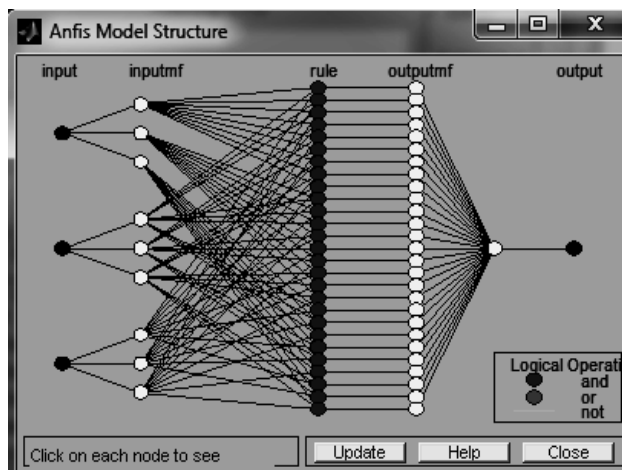 Anfis Model Structure
input inputmf rule outputmf output
Logical Operati
and
or
not
Click on each node to see
Update Help Close